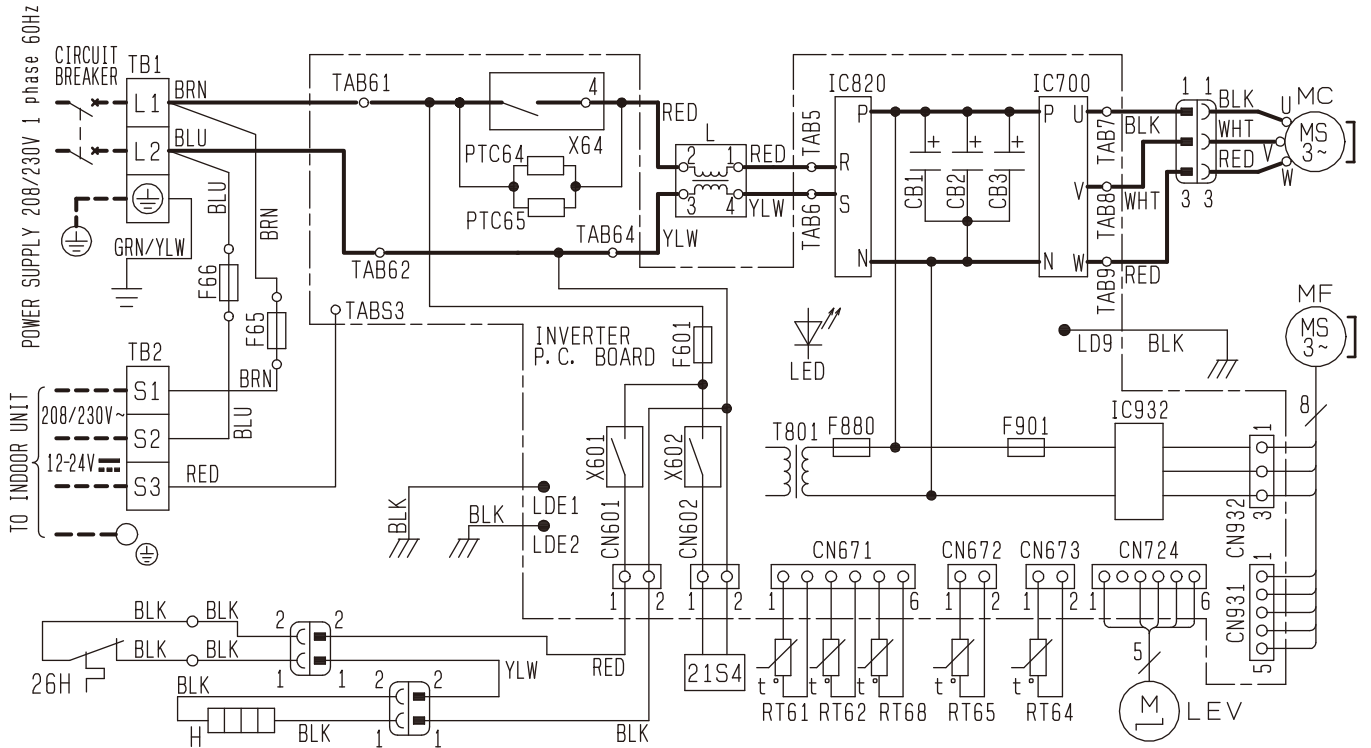 POWER SUPPLY 208/230V 1 phase 60Hz
CIRCUIT
BREAKER
TB1
L1
L2
BRN
BLU
BLU
BRN
GRN/YLW
F66
F65
TB2
S1
S2
S3
BRN
BLU
RED
208/230V~
12-24V
TO INDOOR UNIT
TAB61
TAB62
TABS3
4
X64
PTC64
PTC65
TAB64
RED
YLW
L
2
1
3
4
RED
YLW
TAB5
TAB6
IC820
P
R
S
N
CB1
+
CB2
+
CB3
+
IC700
P
N
U
V
W
TAB7
TAB8
TAB9
BLK
WHT
RED
1
1
3
3
BLK
WHT
RED
U
V
W
MC
MS
3~
MF
MS
3~
8
INVERTER
P. C. BOARD
F601
LED
LD9
BLK
X601
X602
T801
F880
F901
IC932
1
3
CN932
BLK
BLK
LDE1
LDE2
CN601
CN602
1
2
1
2
CN671
1
6
CN672
1
2
CN673
1
2
CN724
1
6
CN931
1
5
21S4
t°
t°
t°
t°
t°
RT61
RT62
RT68
RT65
RT64
5
M
LEV
BLK
BLK
BLK
BLK
2
2
1
1
26H
RED
YLW
BLK
2
2
1
1
H
BLK
BLK